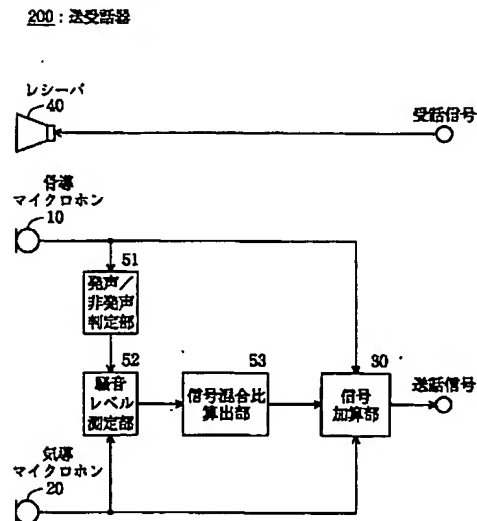 200：送受話器
レシーバ
40
受話信号
骨導
マイクロホン
10
51
発声／
非発声
判定部
52
騒音
レベル
測定部
53
信号混合比
算出部
30
信号
加算部
送話信号
気導
マイクロホン
20